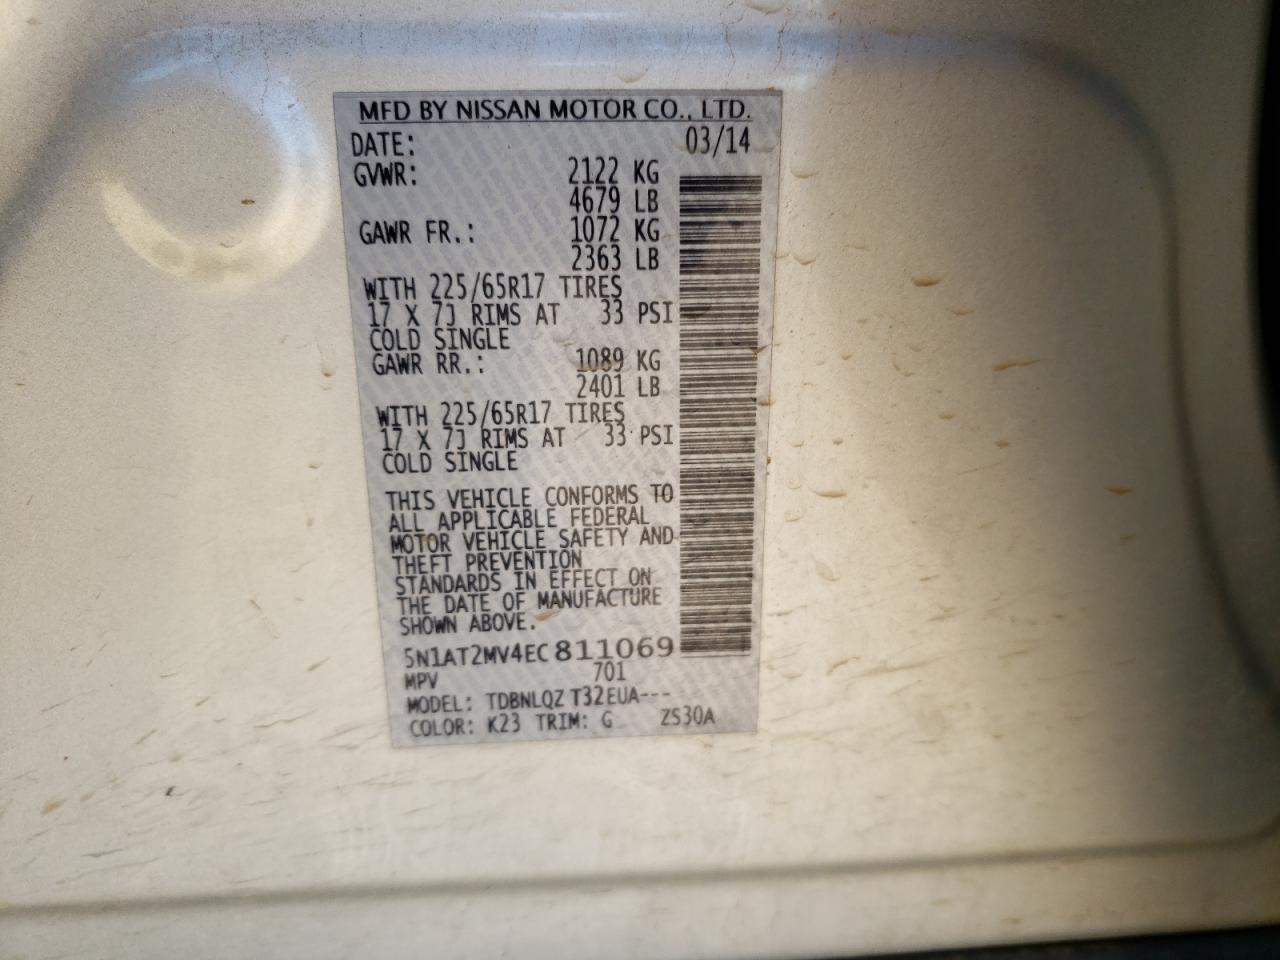 MFD BY NISSAN MOTOR CO., LTD.
DATE: 03/14
GVWR: 2122 KG
4679 LB
GAWR FR.: 1072 KG
2363 LB
WITH 225/65R17 TIRES
17 X 7J RIMS AT 33 PSI
COLD SINGLE
GAWR RR.: 1089 KG
2401 LB
WITH 225/65R17 TIRES
17 X 7J RIMS AT 33 PSI
COLD SINGLE
THIS VEHICLE CONFORMS TO
ALL APPLICABLE FEDERAL
MOTOR VEHICLE SAFETY AND
THEFT PREVENTION
STANDARDS IN EFFECT ON
THE DATE OF MANUFACTURE
SHOWN ABOVE.
5N1AT2MV4EC811069
MPV 701
MODEL: TDBNLQZ T32EUA---
COLOR: K23 TRIM: G ZS30A